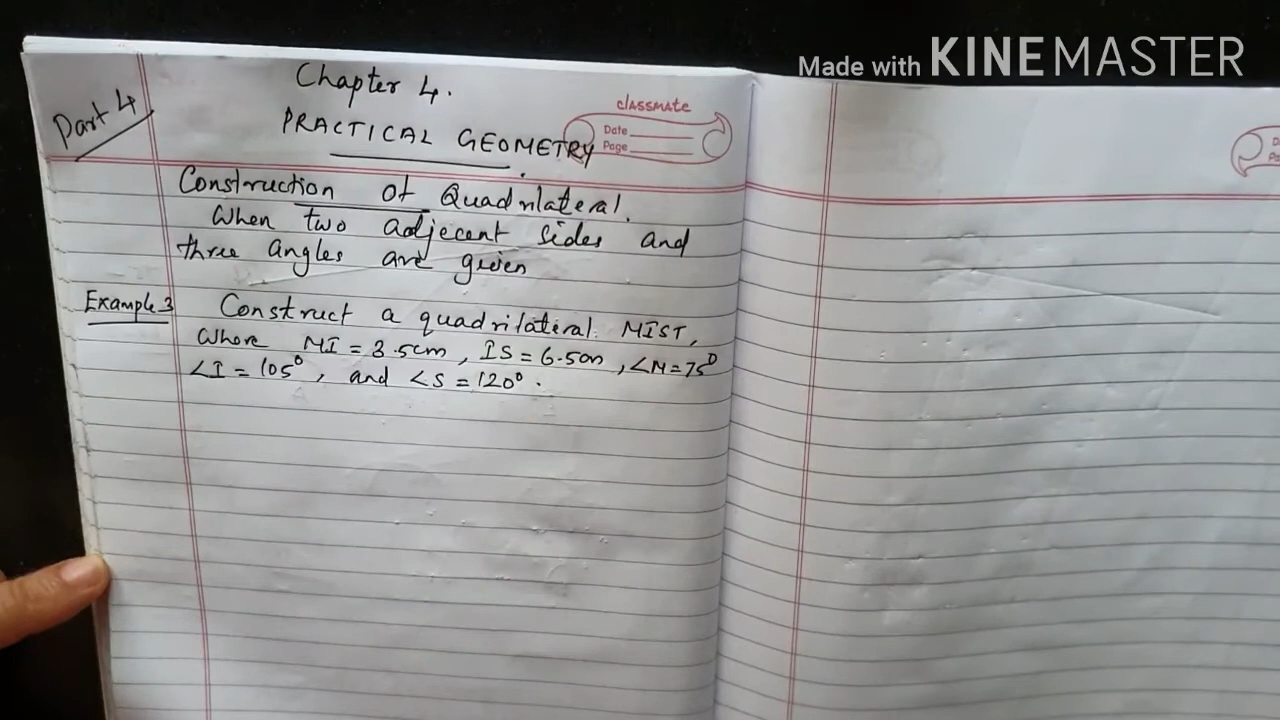 Made with KINEMASTER
Part 4
Chapter 4.
PRACTICAL GEOMETRY
classmate
Date
Page
Construction of Quadrilateral.
When two adjecent sides and
three angles are given
Example 3 Construct a quadrilateral. MIST,
Where MI = 3.5cm, IS = 6.5cm, ∠M = 75°
∠I = 105°, and ∠S = 120°.